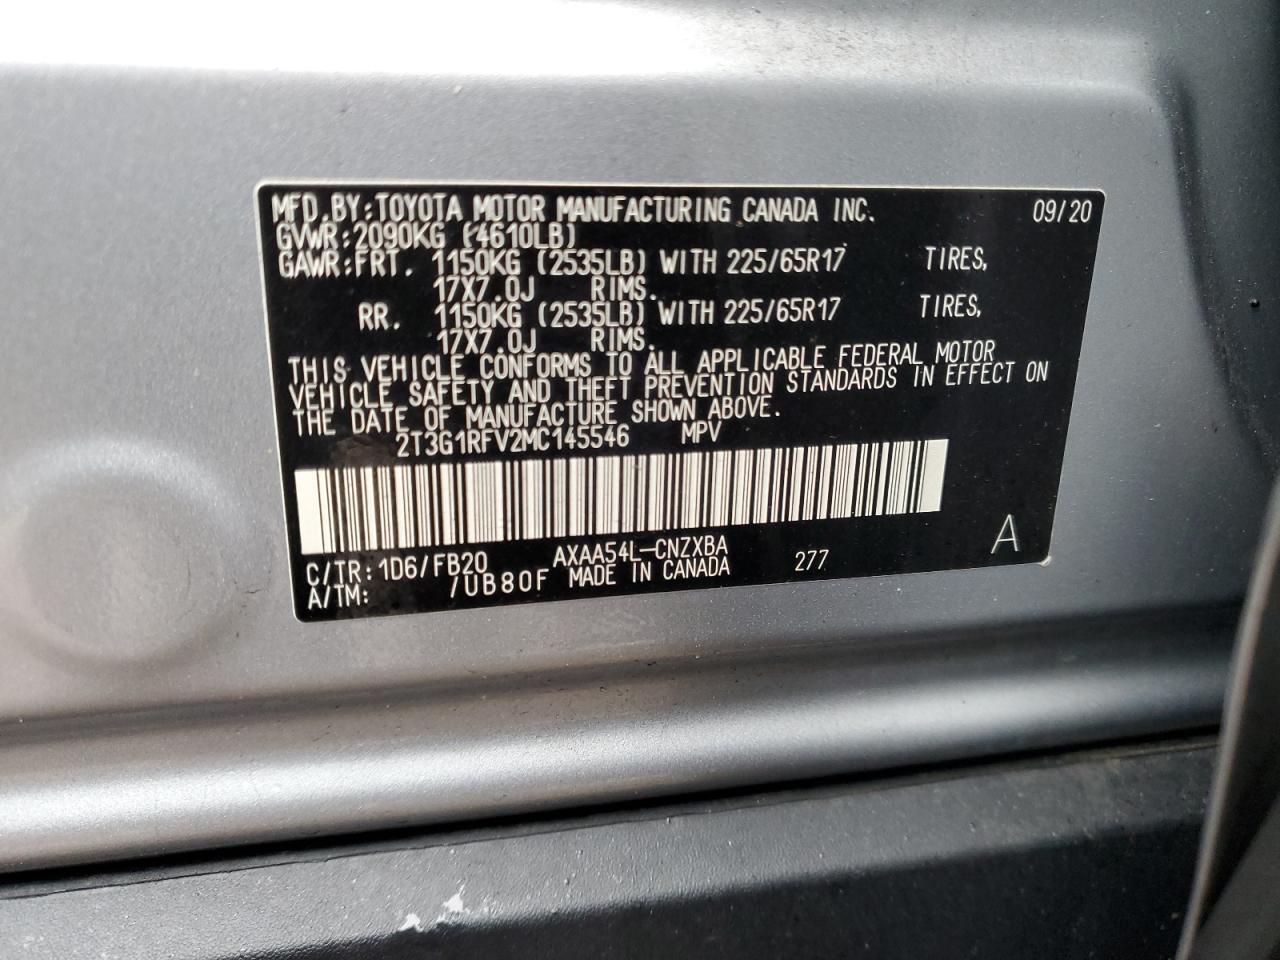 MFD.BY:TOYOTA MOTOR MANUFACTURING CANADA INC. 09/20
GVWR:2090KG (4610LB)
GAWR:FRT. 1150KG (2535LB) WITH 225/65R17 TIRES,
17X7.0J RIMS.
RR. 1150KG (2535LB) WITH 225/65R17 TIRES,
17X7.0J RIMS.
THIS VEHICLE CONFORMS TO ALL APPLICABLE FEDERAL MOTOR
VEHICLE SAFETY AND THEFT PREVENTION STANDARDS IN EFFECT ON
THE DATE OF MANUFACTURE SHOWN ABOVE.
2T3G1RFV2MC145546 MPV
C/TR:1D6/FB20 AXAA54L-CNZXBA 277 A
A/TM: /UB80F MADE IN CANADA